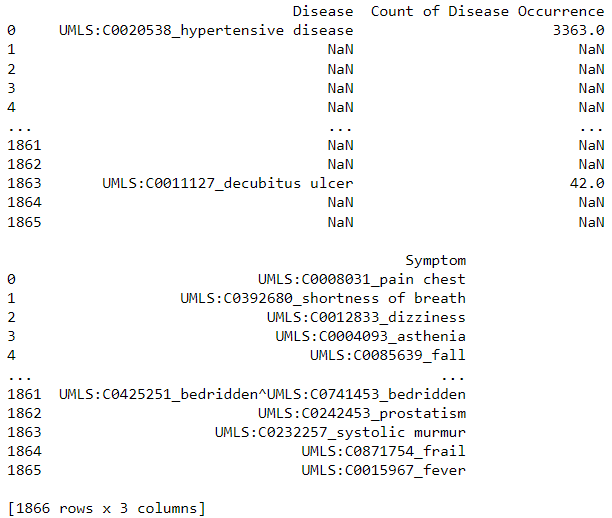 Disease  Count of Disease Occurrence
0     UMLS:C0020538_hypertensive disease                       3363.0
1                                    NaN                          NaN
2                                    NaN                          NaN
3                                    NaN                          NaN
4                                    NaN                          NaN
...                                  ...                          ...
1861                                 NaN                          NaN
1862                                 NaN                          NaN
1863       UMLS:C0011127_decubitus ulcer                         42.0
1864                                 NaN                          NaN
1865                                 NaN                          NaN
Symptom
0                            UMLS:C0008031_pain chest
1                   UMLS:C0392680_shortness of breath
2                             UMLS:C0012833_dizziness
3                              UMLS:C0004093_asthenia
4                                  UMLS:C0085639_fall
...                                               ...
1861  UMLS:C0425251_bedridden^UMLS:C0741453_bedridden
1862                         UMLS:C0242453_prostatism
1863                    UMLS:C0232257_systolic murmur
1864                              UMLS:C0871754_frail
1865                              UMLS:C0015967_fever
[1866 rows x 3 columns]